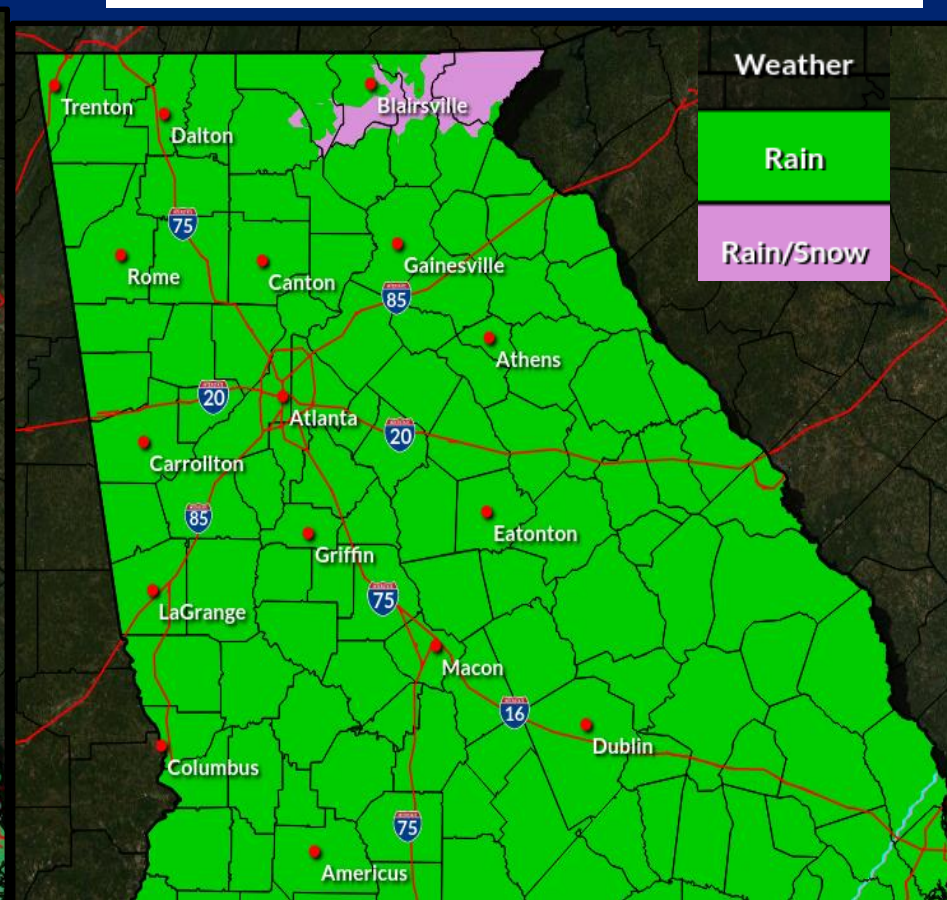 Weather
Rain
Rain/Snow
Trenton
Blairsville
Dalton
75
Rome
Canton
Gainesville
85
Athens
20
Atlanta
20
Carrollton
85
Eatonton
Griffin
75
LaGrange
Macon
16
Dublin
Columbus
75
Americus